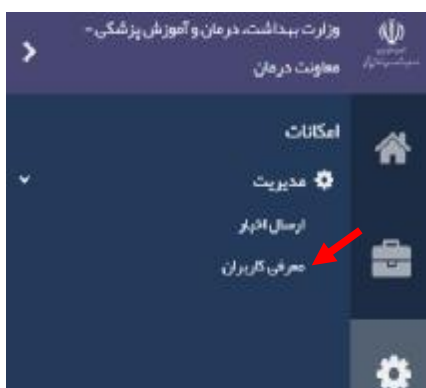 وزارت بهداشت، درمان و آموزش پزشکی -
معاونت درمان
امکانات
مدیریت
ارسال اخبار
معرفی کاربران